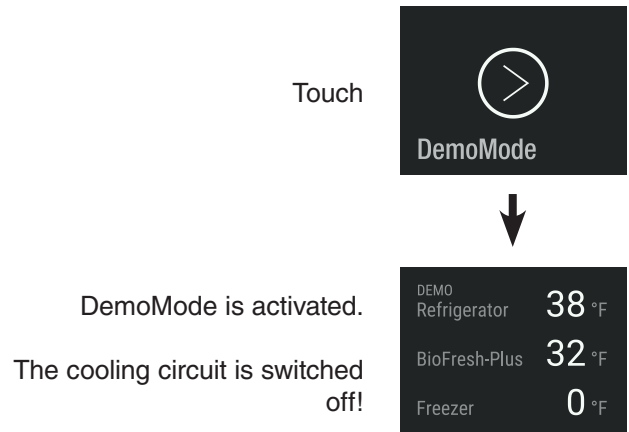 Touch
DemoMode
DemoMode is activated.
The cooling circuit is switched
off!
DEMO
Refrigerator 38 °F
BioFresh-Plus 32 °F
Freezer 0 °F